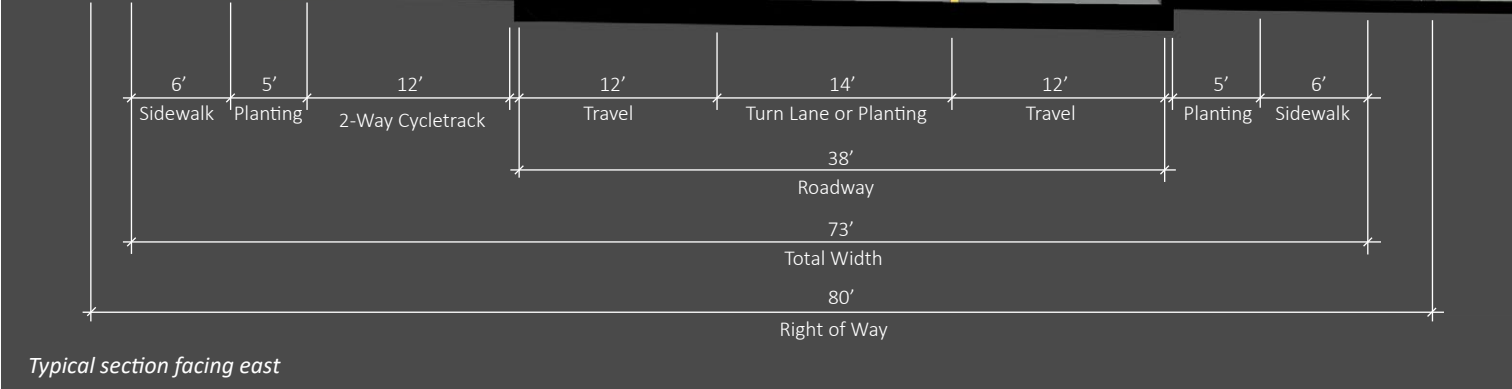 6’ 5’ 12’ 12’ 14’ 12’ 5’ 6’
Sidewalk Planting 2-Way Cycletrack Travel Turn Lane or Planting Travel Planting Sidewalk
38’
Roadway
73’
Total Width
80’
Right of Way
Typical section facing east